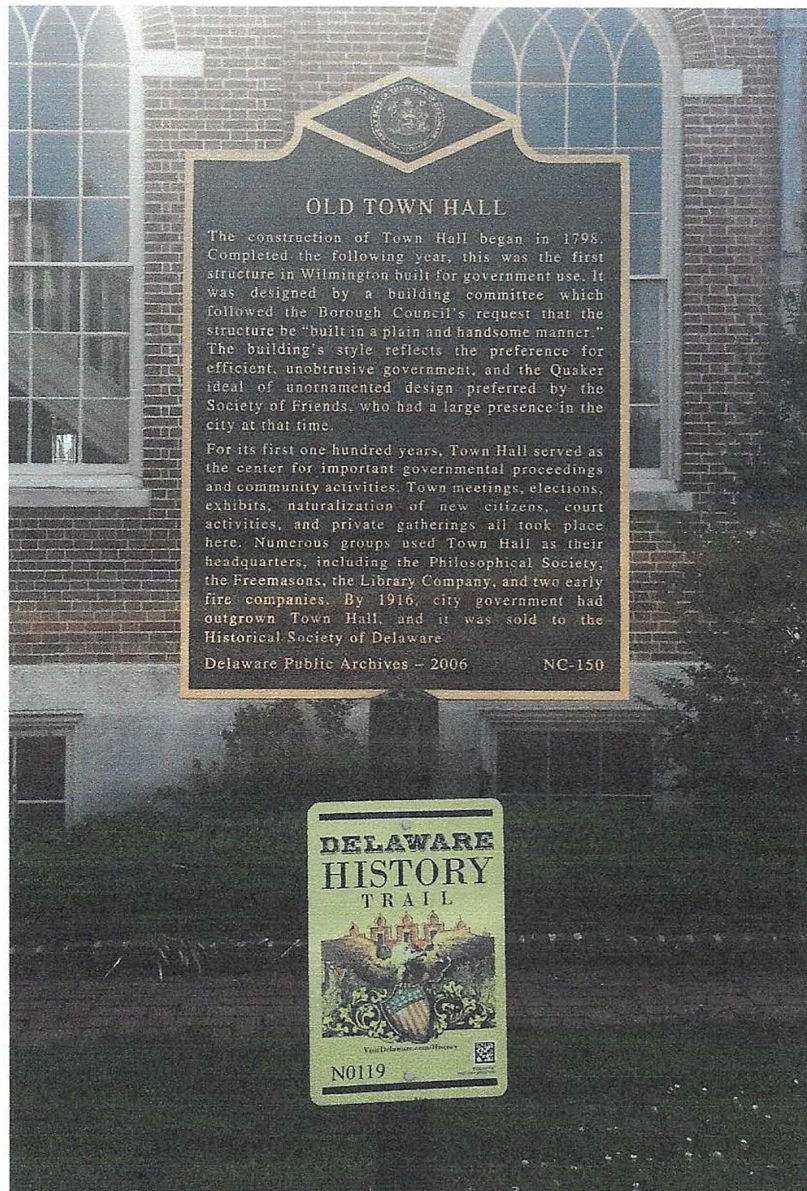 OLD TOWN HALL
The construction of Town Hall began in 1798.
Completed the following year, this was the first
structure in Wilmington built for government use. It
was designed by a building committee which
followed the Borough Council's request that the
structure be "built in a plain and handsome manner."
The building's style reflects the preference for
efficient, unobtrusive government, and the Quaker
ideal of unornamented design preferred by the
Society of Friends, who had a large presence in the
city at that time.
For its first one hundred years, Town Hall served as
the center for important governmental proceedings
and community activities. Town meetings, elections,
exhibits, naturalization of new citizens, court
activities, and private gatherings all took place
here. Numerous groups used Town Hall as their
headquarters, including the Philosophical Society,
the Freemasons, the Library Company, and two early
fire companies. By 1916, city government had
outgrown Town Hall, and it was sold to the
Historical Society of Delaware
Delaware Public Archives – 2006 NC-150
DELAWARE
HISTORY
TRAIL
VisitDelaware.com/History
N0119